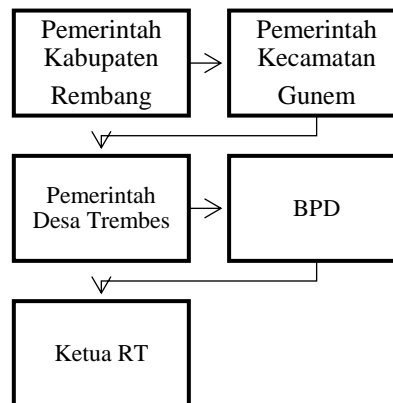 Pemerintah
Kabupaten
Rembang
Pemerintah
Kecamatan
Gunem
Pemerintah
Desa Trembes
BPD
Ketua RT